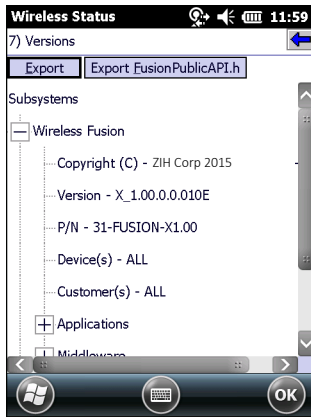 Wireless Status 11:59
7) Versions
Export Export FusionPublicAPI.h
Subsystems
Wireless Fusion
Copyright (C) - ZIH Corp 2015
Version - X_1.00.0.0.010E
P/N - 31-FUSION-X1.00
Device(s) - ALL
Customer(s) - ALL
Applications
Middleware
OK